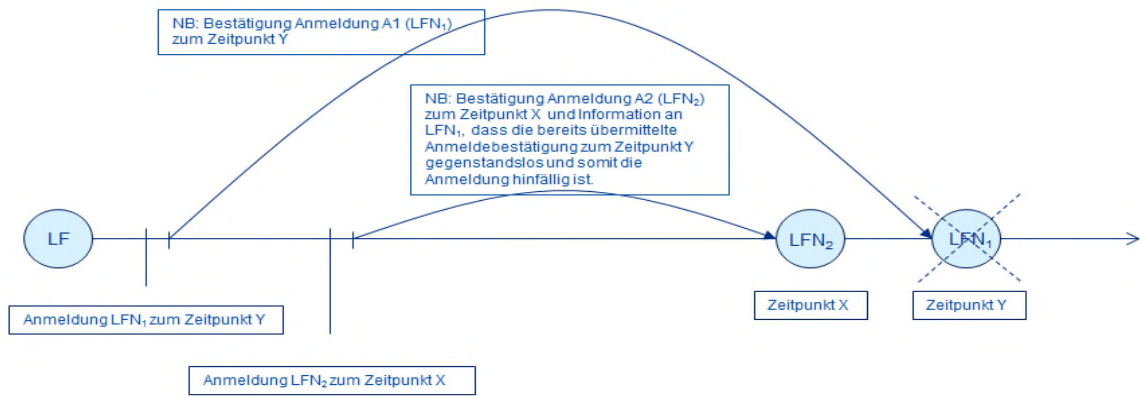 NB: Bestätigung Anmeldung A1 (LFN₁)
zum Zeitpunkt Y
NB: Bestätigung Anmeldung A2 (LFN₂)
zum Zeitpunkt X und Information an
LFN₁, dass die bereits übermittelte
Anmeldebestätigung zum Zeitpunkt Y
gegenstandslos und somit die
Anmeldung hinfällig ist.
LF
LFN₂
LFN₁
Zeitpunkt X
Zeitpunkt Y
Anmeldung LFN₁ zum Zeitpunkt Y
Anmeldung LFN₂ zum Zeitpunkt X